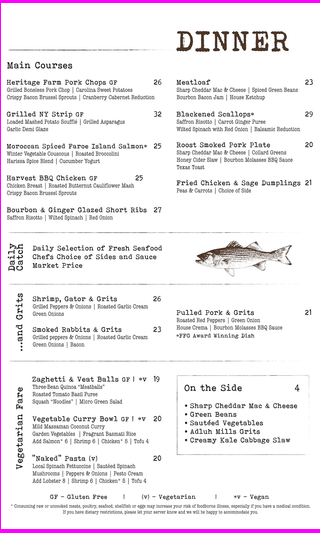 DINNER
Main Courses
Heritage Farm Pork Chops GF 26
Grilled Boneless Pork Chop | Carolina Sweet Potatoes
Crispy Bacon Brussel Sprouts | Cranberry Cabernet Reduction
Grilled NY Strip GF 32
Loaded Mashed Potato Soufflé | Grilled Asparagus
Garlic Demi Glaze
Moroccan Spiced Faroe Island Salmon* 25
Winter Vegetable Couscous | Roasted Broccolini
Harissa Spice Blend | Cucumber Yogurt
Harvest BBQ Chicken GF 25
Chicken Breast | Roasted Butternut Cauliflower Mash
Crispy Bacon Brussel Sprouts
Bourbon & Ginger Glazed Short Ribs 27
Saffron Risotto | Wilted Spinach | Red Onion
Meatloaf 23
Sharp Cheddar Mac & Cheese | Spiced Green Beans
Bourbon Bacon Jam | House Ketchup
Blackened Scallops* 29
Saffron Risotto | Carrot Ginger Puree
Wilted Spinach with Red Onion | Balsamic Reduction
Roost Smoked Pork Plate 20
Sharp Cheddar Mac & Cheese | Collard Greens
Honey Cider Slaw | Bourbon Molasses BBQ Sauce
Texas Toast
Fried Chicken & Sage Dumplings 21
Peas & Carrots | Choice of Side
Daily Catch
Daily Selection of Fresh Seafood
Chefs Choice of Sides and Sauce
Market Price
...and Grits
Shrimp, Gator & Grits 26
Grilled Peppers & Onions | Roasted Garlic Cream
Green Onions
Smoked Rabbits & Grits 23
Grilled peppers & Onions | Roasted Garlic Cream
Green Onions | Bacon
Pulled Pork & Grits 21
Roasted Red Peppers | Green Onion
House Crema | Bourbon Molasses BBQ Sauce
*FFG Award Winning Dish
Vegetarian Fare
Zaghetti & Veat Balls GF | *v 19
Three Bean Quinoa "Meatballs"
Roasted Tomato Basil Puree
Squash "Noodles" | Micro Green Salad
Vegetable Curry Bowl GF | *v 20
Mild Massaman Coconut Curry
Garden Vegetables | Fragrant Basmati Rice
Add Salmon* 6 | Shrimp 6 | Chicken* 5 | Tofu 4
"Naked" Pasta (v) 20
Local Spinach Fettuccine | Sautéed Spinach
Mushrooms | Peppers & Onions | Pesto Cream
Add Lobster 8 | Shrimp 6 | Chicken* 5 | Tofu 4
On the Side 4
• Sharp Cheddar Mac & Cheese
• Green Beans
• Sautéed Vegetables
• Adluh Mills Grits
• Creamy Kale Cabbage Slaw
GF - Gluten Free | (v) - Vegetarian | *v - Vegan
* Consuming raw or uncooked meats, poultry, seafood, shellfish or eggs may increase your risk of foodborne illness, especially if you have a medical condition.
If you have dietary restrictions, please let your server know and we will be happy to accommodate you.